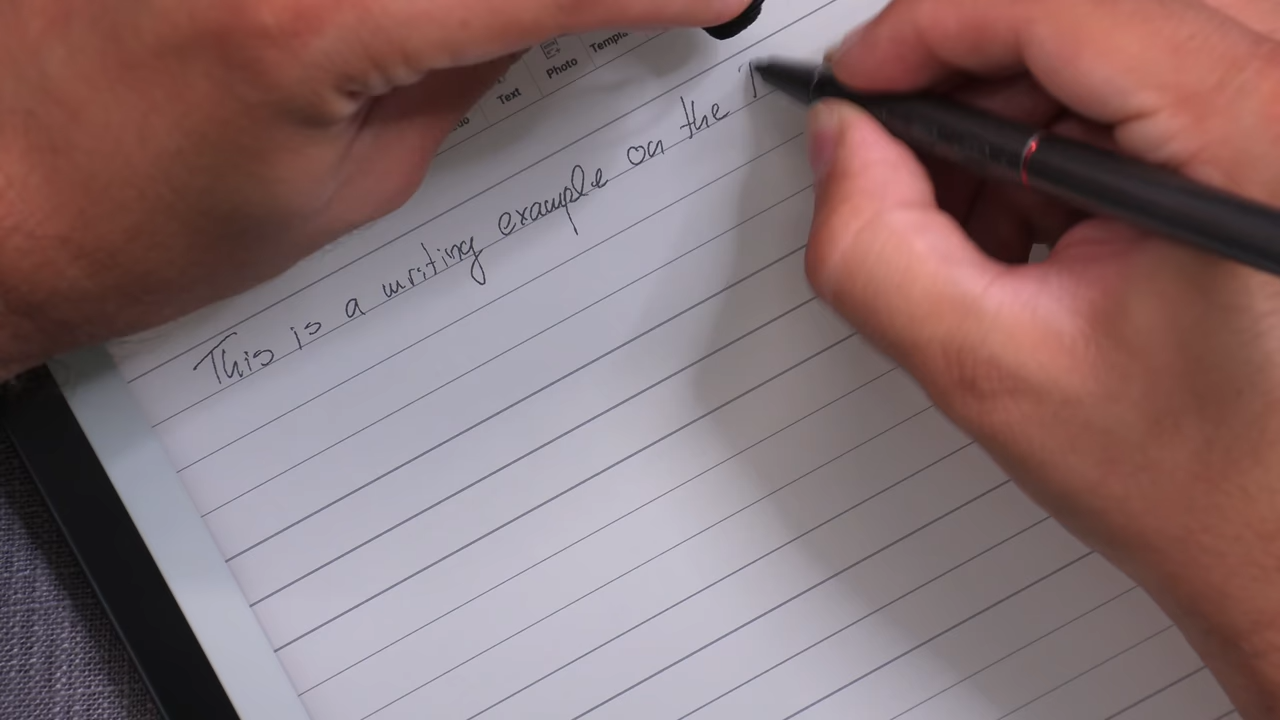 Photo
Text
This is a writing example on the